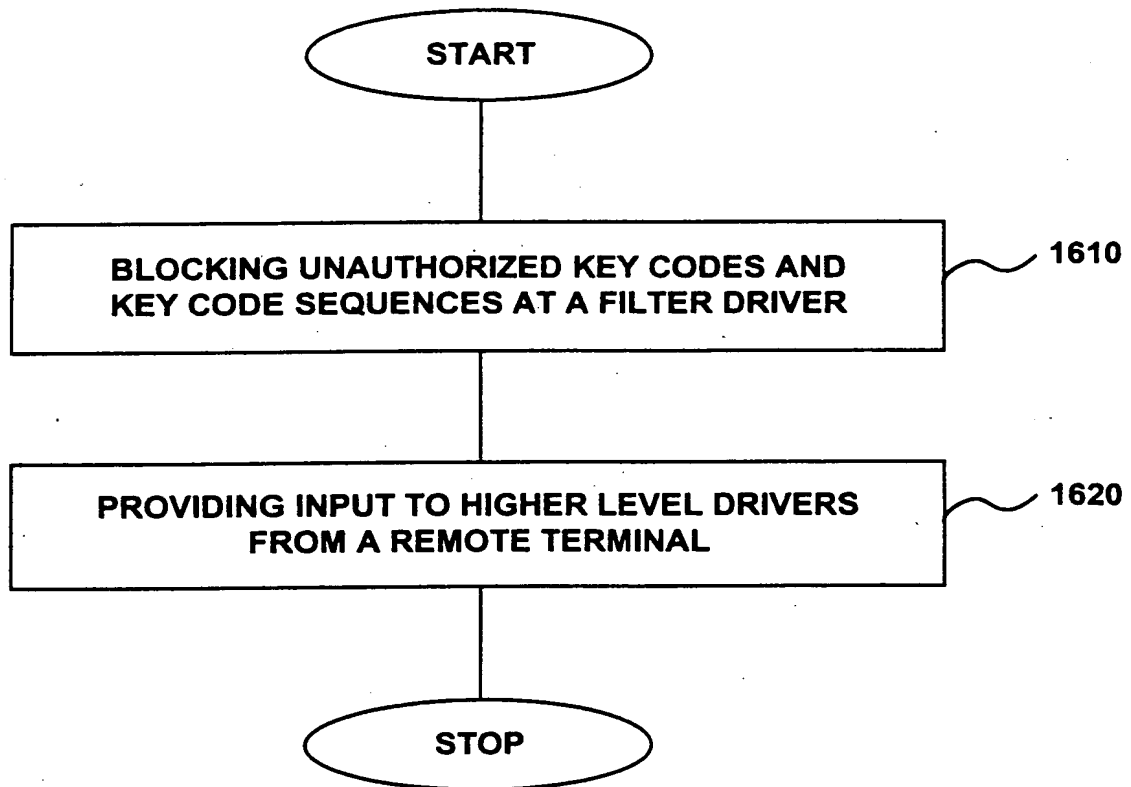 START
BLOCKING UNAUTHORIZED KEY CODES AND
KEY CODE SEQUENCES AT A FILTER DRIVER
1610
PROVIDING INPUT TO HIGHER LEVEL DRIVERS
FROM A REMOTE TERMINAL
1620
STOP